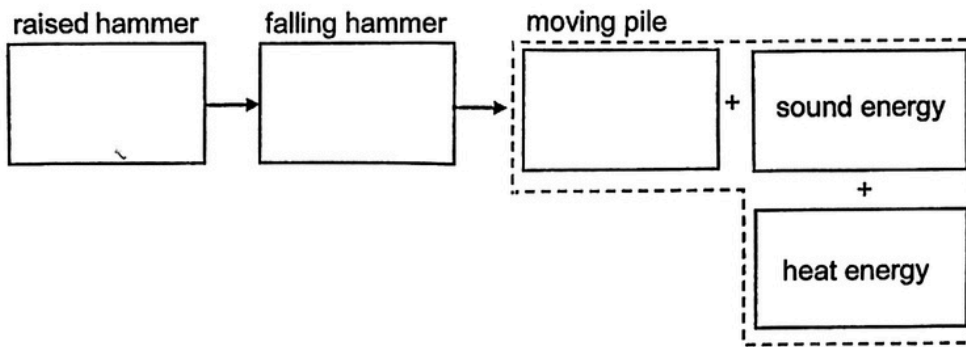 raised hammer
falling hammer
moving pile
+
sound energy
+
heat energy